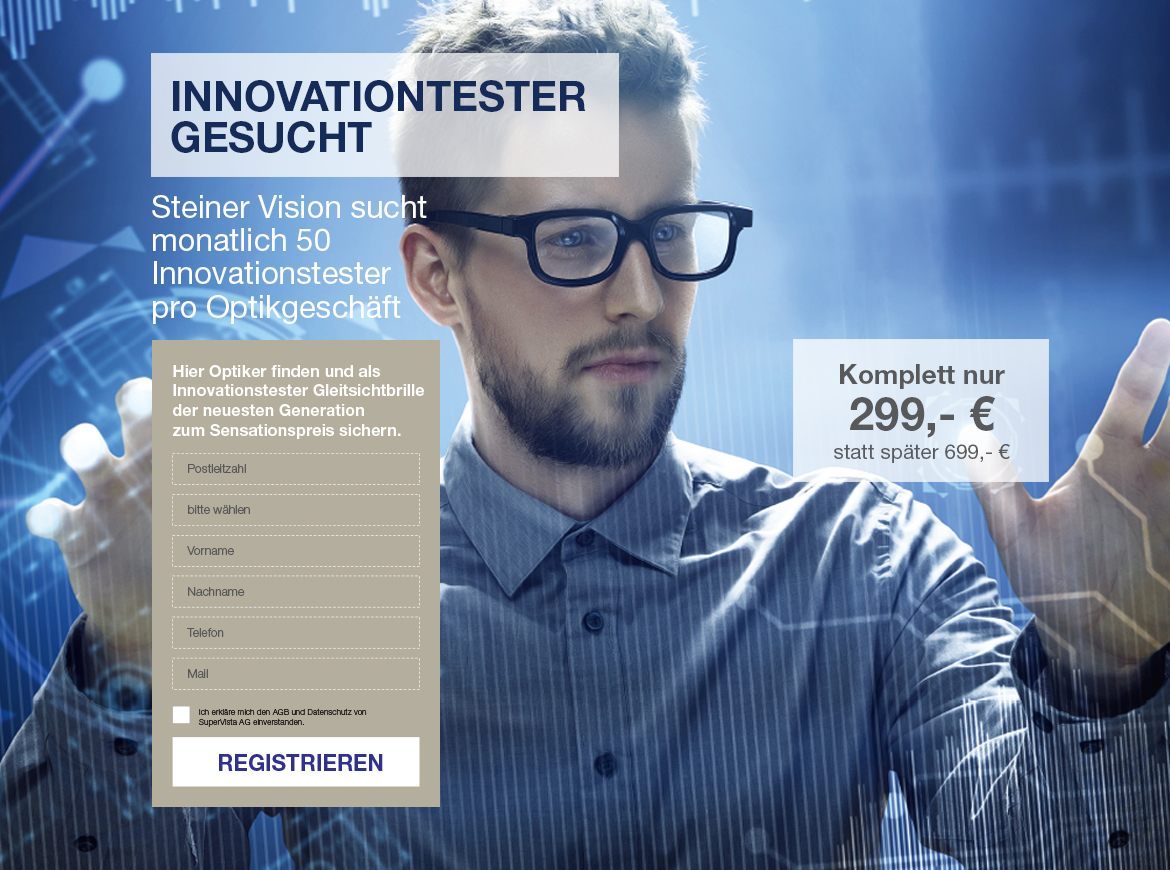 INNOVATIONTESTER
GESUCHT
Steiner Vision sucht
monatlich 50
Innovationstester
pro Optikgeschäft
Hier Optiker finden und als
Innovationstester Gleitsichtbrille
der neuesten Generation
zum Sensationspreis sichern.
Postleitzahl
bitte wählen
Vorname
Nachname
Telefon
Mail
Ich erkläre mich den AGB und Datenschutz von
SuperVista AG einverstanden.
REGISTRIEREN
Komplett nur
299,- €
statt später 699,- €